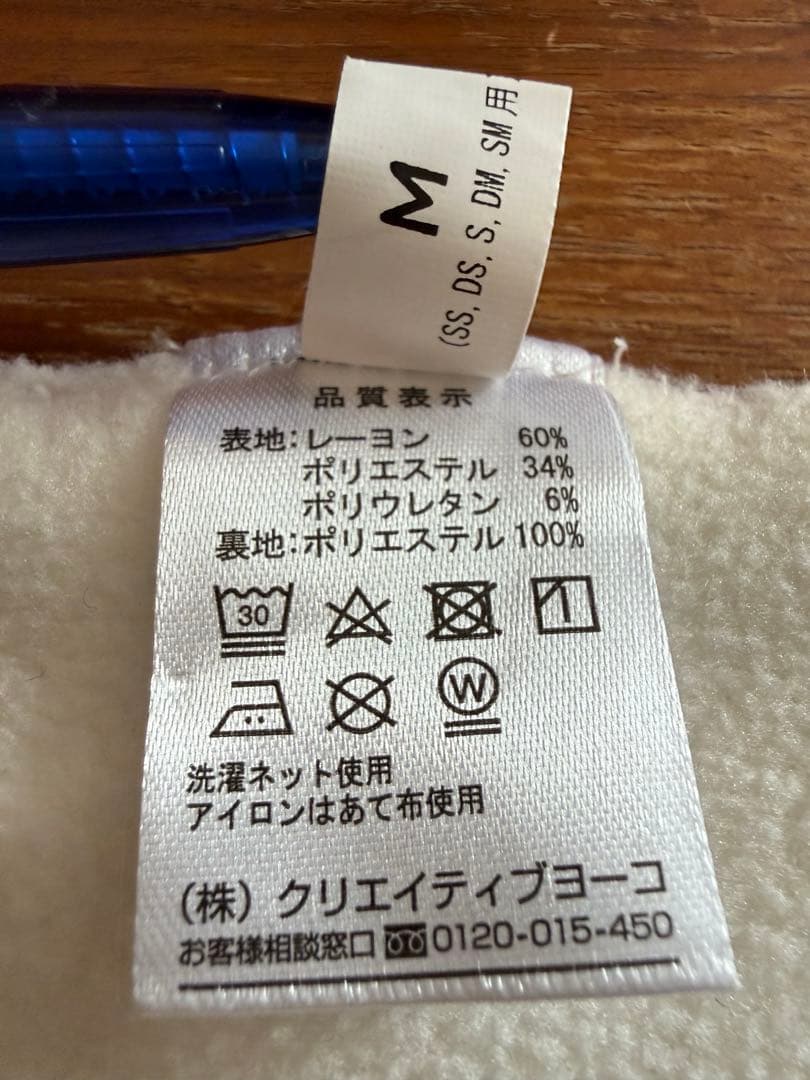 M
(SS, DS, S, DM, SM用
品質表示
表地:レーヨン 60%
ポリエステル 34%
ポリウレタン 6%
裏地:ポリエステル 100%
30
W
洗濯ネット使用
アイロンはあて布使用
(株)クリエイティブヨーコ
お客様相談窓口 0120-015-450